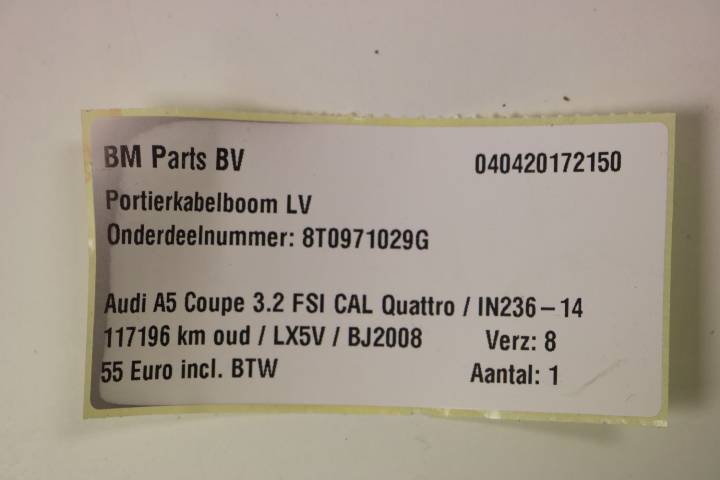 BM Parts BV 040420172150
Portierkabelboom LV
Onderdeelnummer: 8T0971029G
Audi A5 Coupe 3.2 FSI CAL Quattro / IN236-14
117196 km oud / LX5V / BJ2008 Verz: 8
55 Euro incl. BTW Aantal: 1